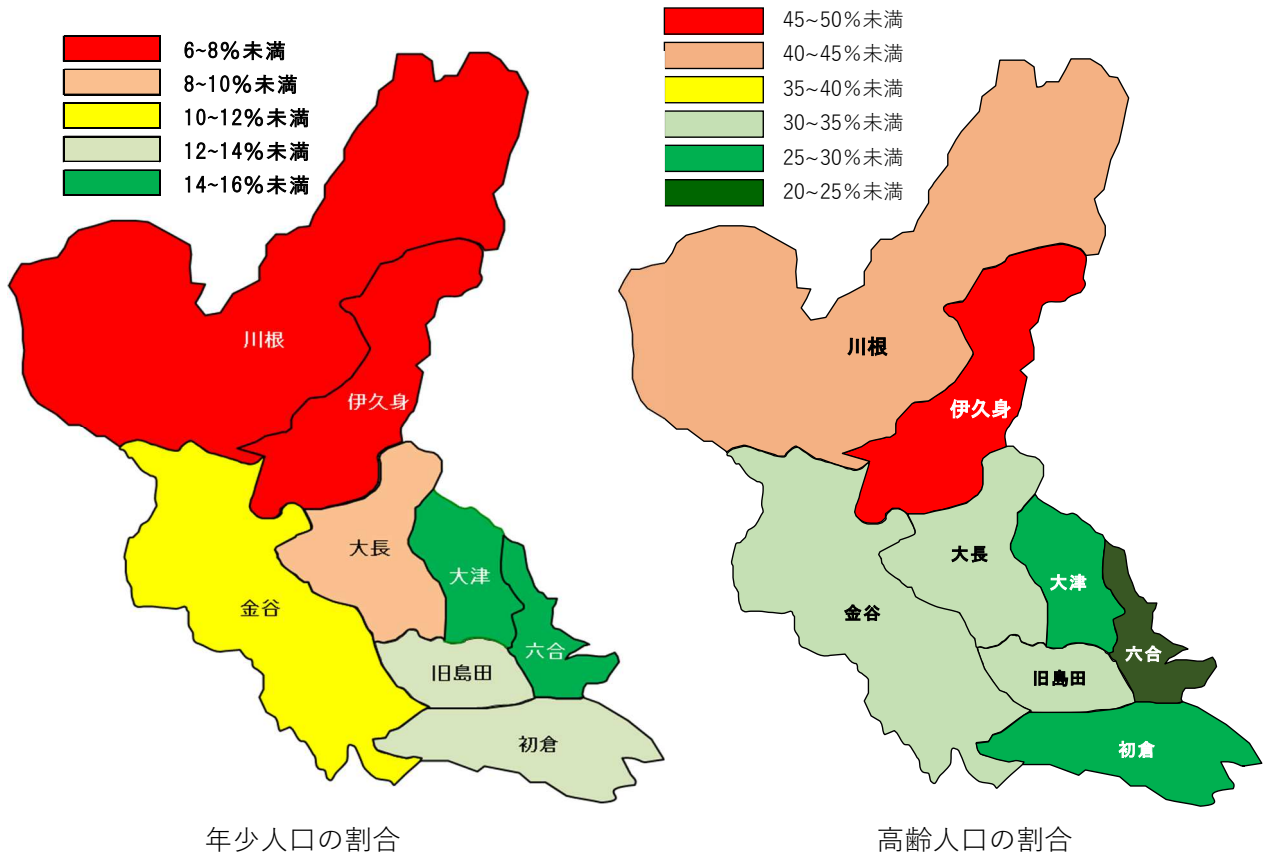 6~8%未満
8~10%未満
10~12%未満
12~14%未満
14~16%未満
川根
伊久身
大長
大津
金谷
六合
旧島田
初倉
年少人口の割合
45~50%未満
40~45%未満
35~40%未満
30~35%未満
25~30%未満
20~25%未満
川根
伊久身
大長
大津
金谷
六合
旧島田
初倉
高齢人口の割合